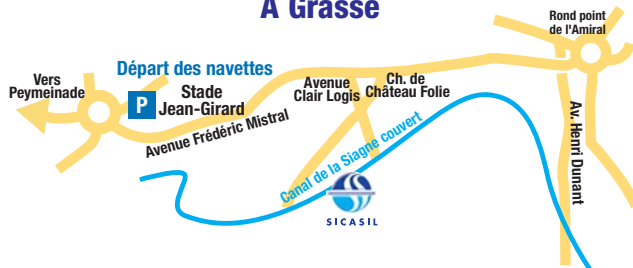 A Grasse
Rond point
de l'Amiral
Départ des navettes
Vers
Peymeinade
P
Stade
Jean-Girard
Avenue
Clair Logis
Ch. de
Château Folie
Avenue Frédéric Mistral
Av. Henri Dunant
Canal de la Siagne couvert
SICASIL